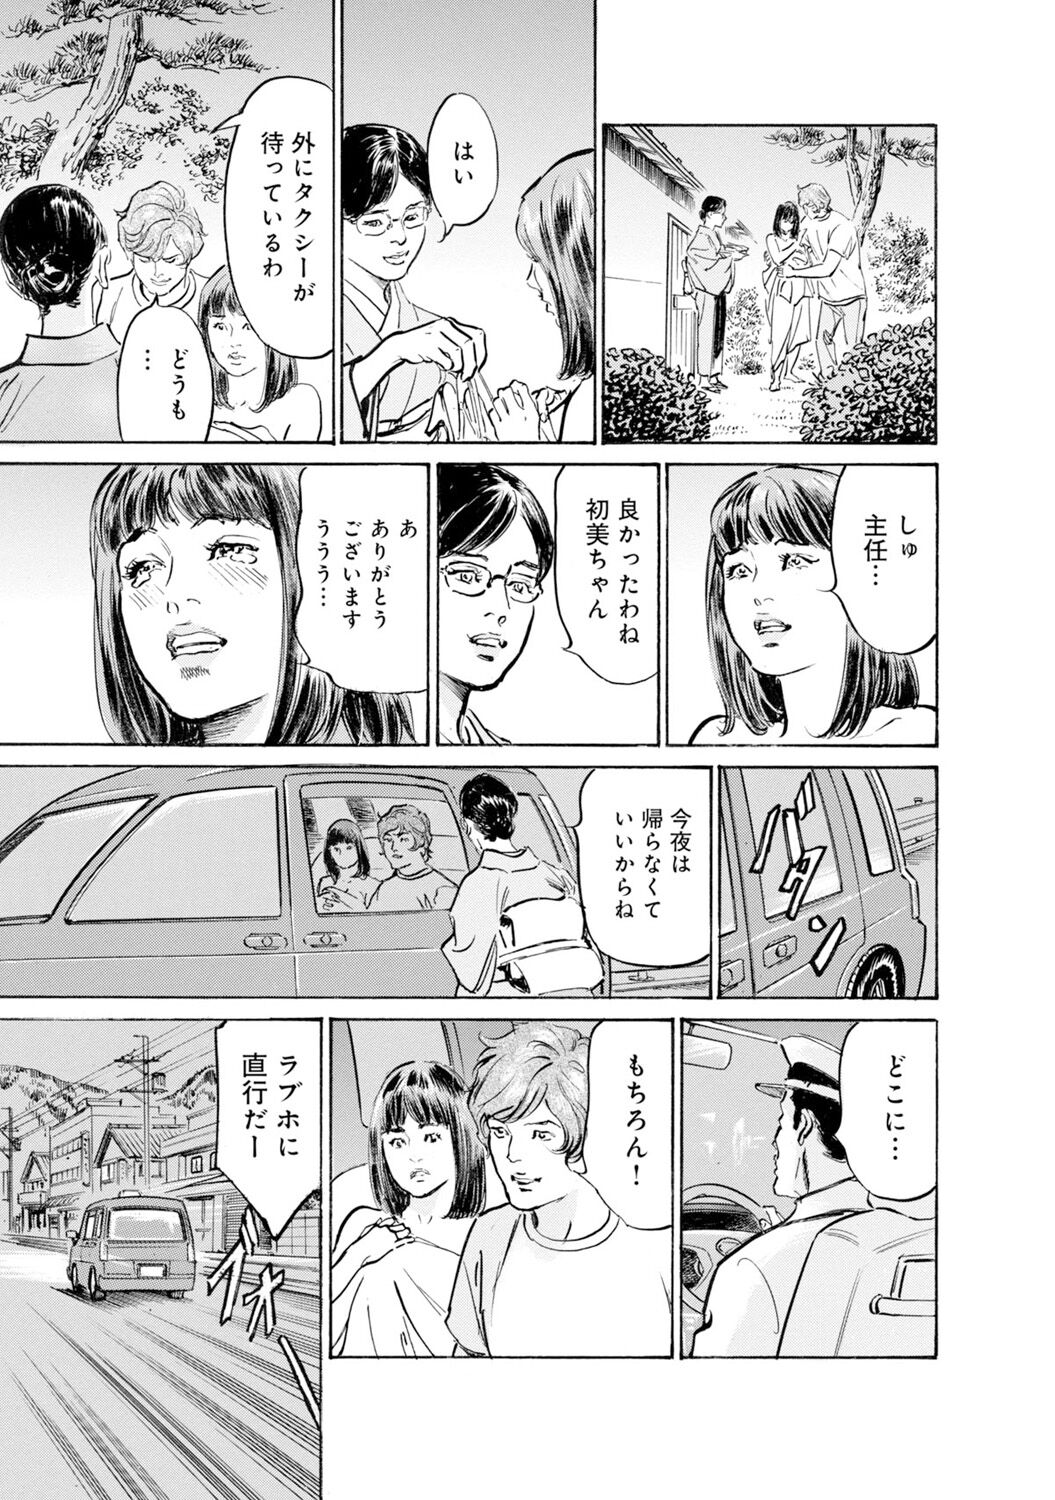 はい
外にタクシーが
待っているわ
どうも
…
しゅ
主任…
良かったわね
初美ちゃん
あ
ありがとう
ございます
ううう…
バタン
今夜は
帰らなくて
いいからね
どこに…
もちろん！
ラブホに
直行だー